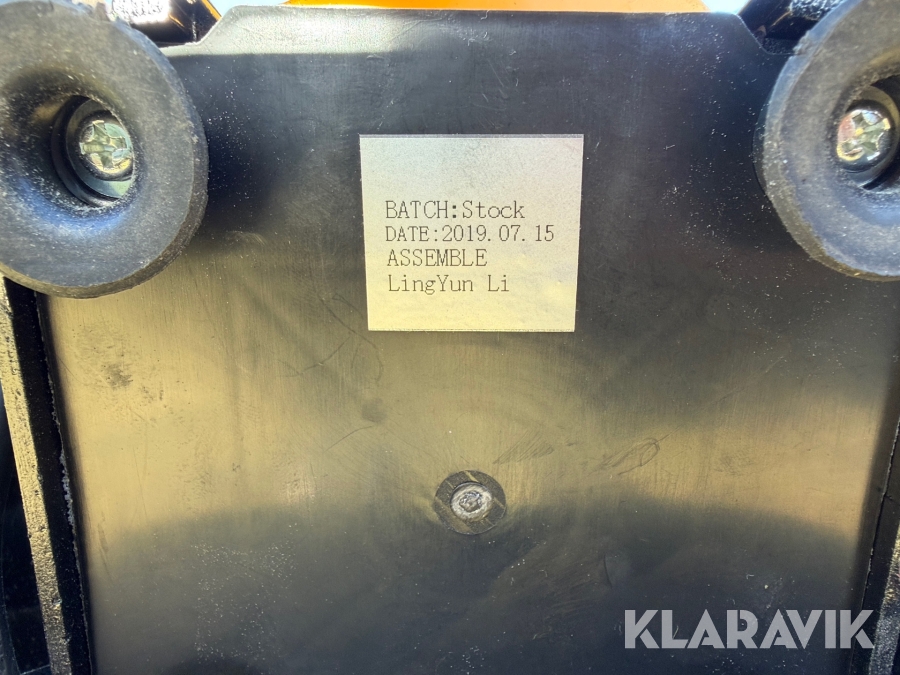 BATCH:Stock
DATE:2019.07.15
ASSEMBLE
LingYun Li
KLARAVIK